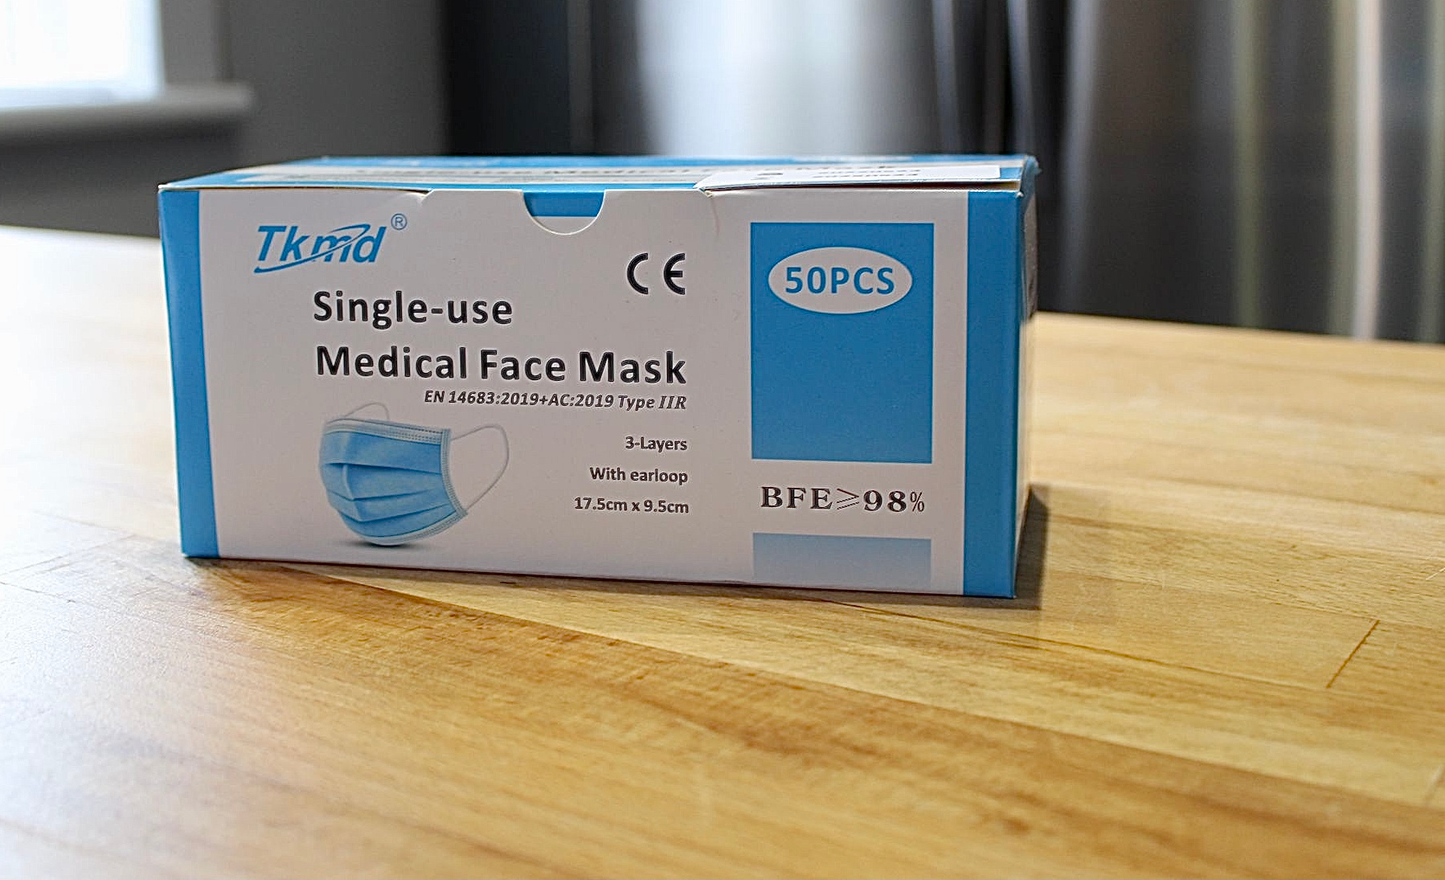 Tkmd®
CE
Single-use
Medical Face Mask
EN 14683:2019+AC:2019 Type IIR
3-Layers
With earloop
17.5cm x 9.5cm
50PCS
BFE≥98%